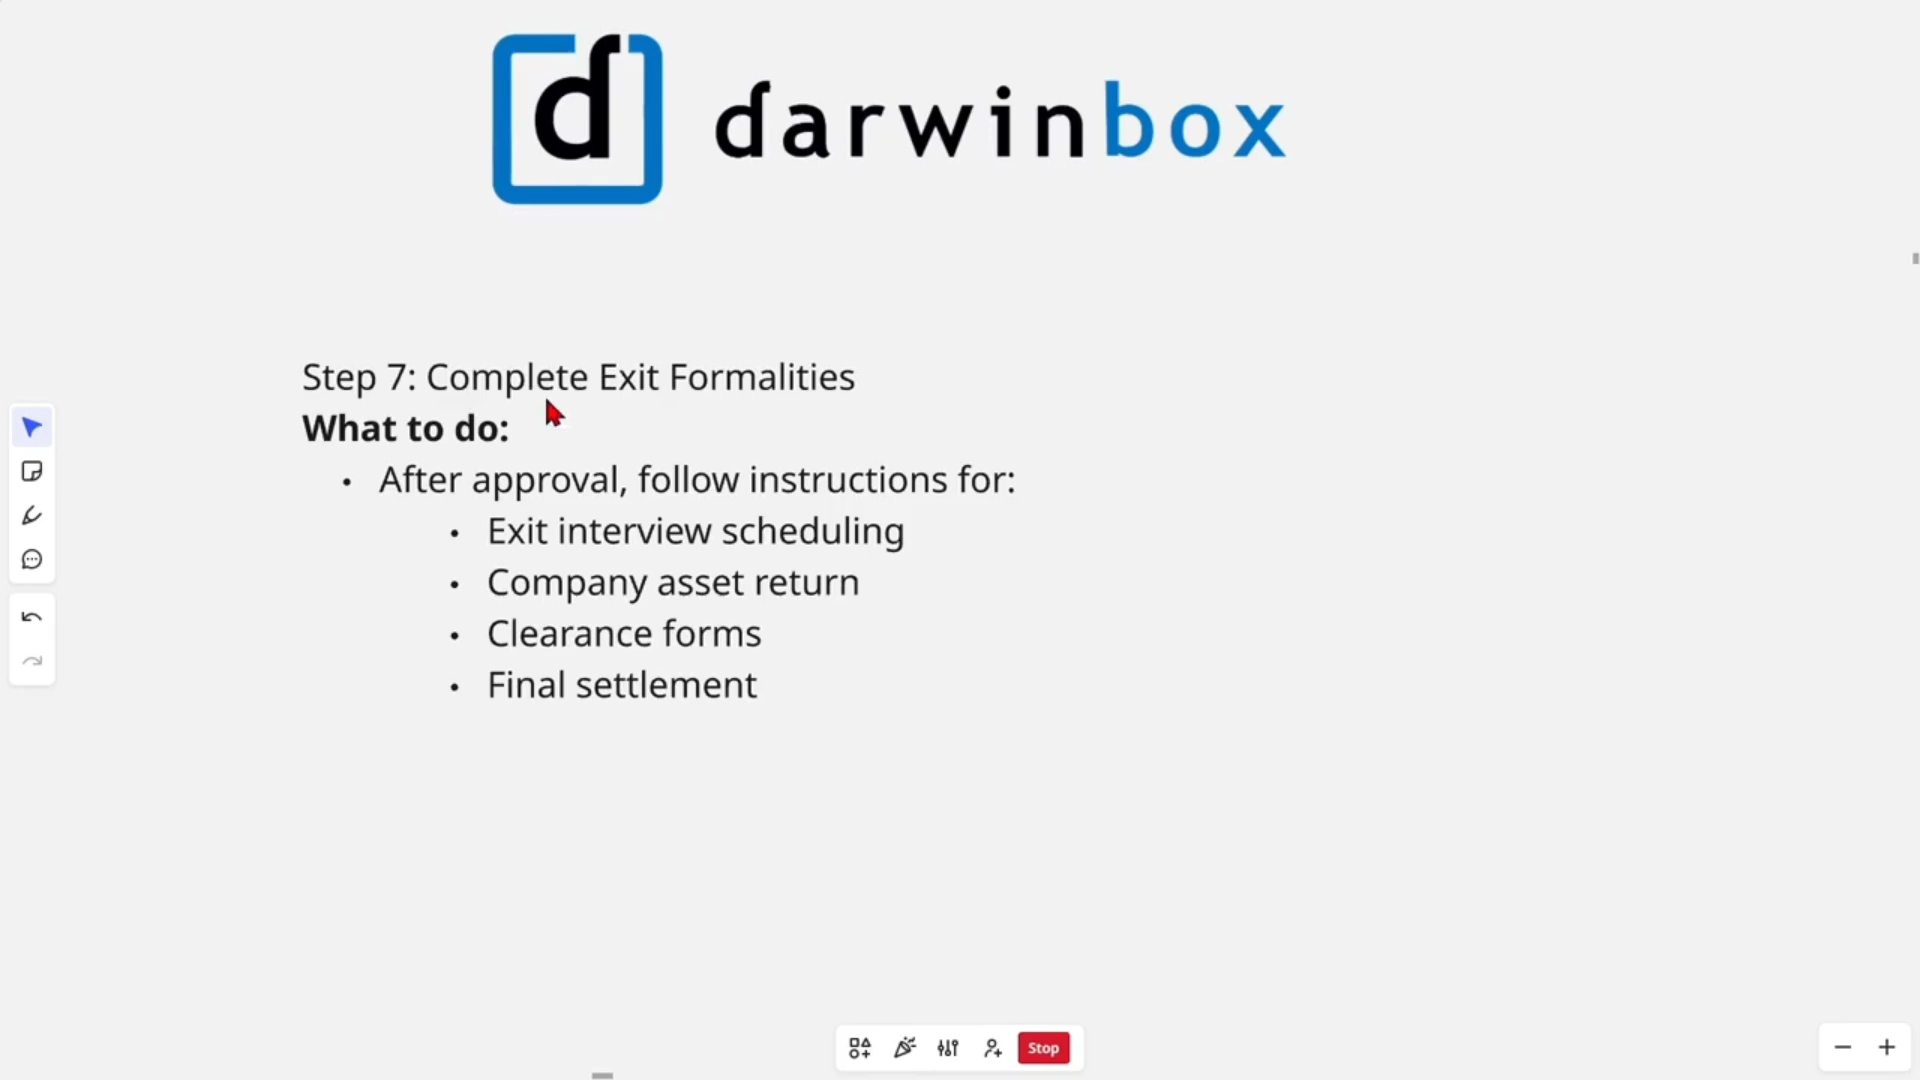 d darwinbox
Step 7: Complete Exit Formalities
What to do:
• After approval, follow instructions for:
• Exit interview scheduling
• Company asset return
• Clearance forms
• Final settlement
Stop